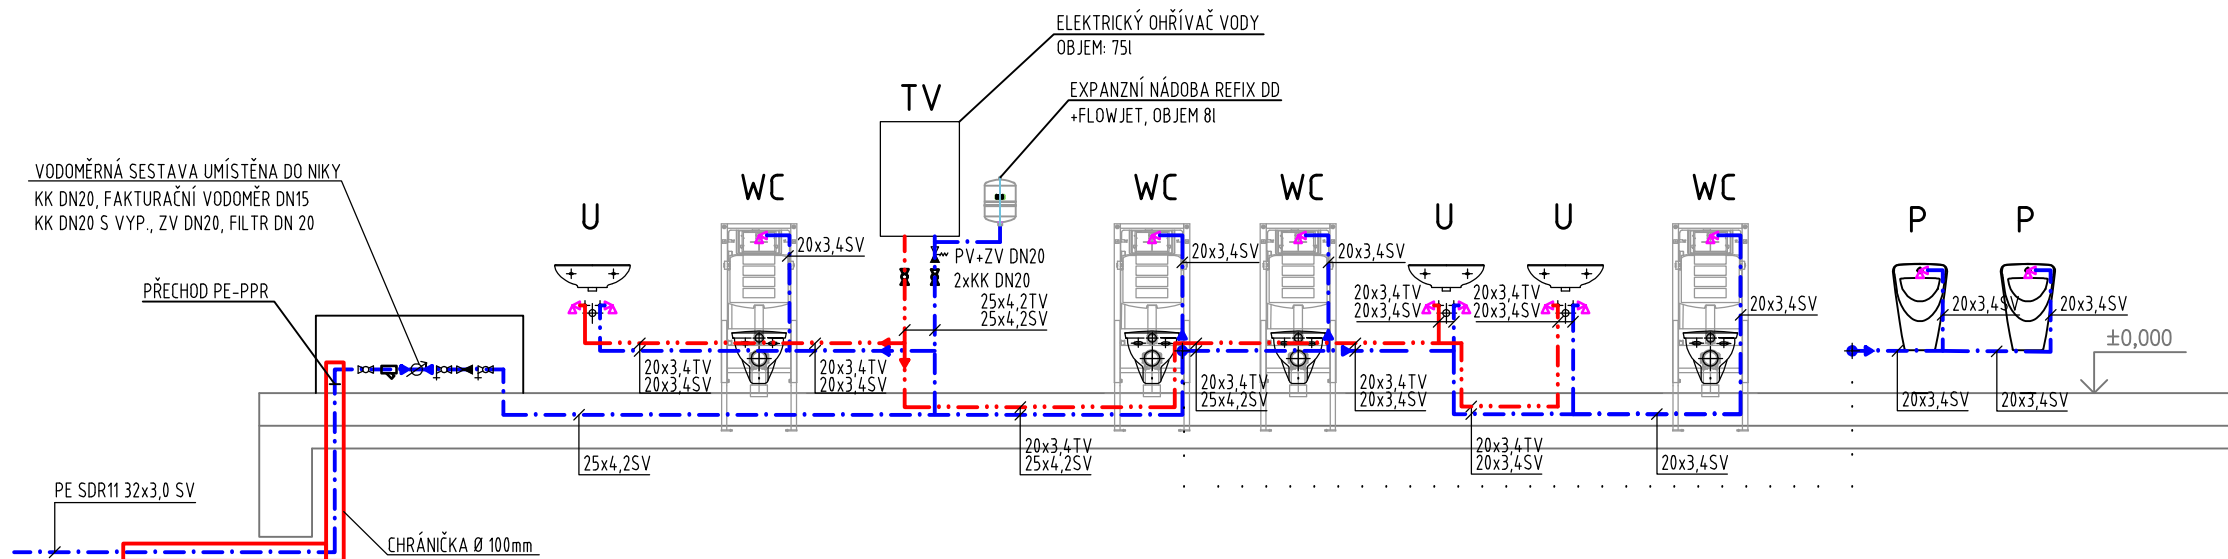 ELEKTRICKÝ OHŘÍVAČ VODY
OBJEM: 75l
EXPANZNÍ NÁDOBA REFIX DD
+FLOWJET, OBJEM 8l
TV
VODOMĚRNÁ SESTAVA UMÍSTĚNA DO NIKY
KK DN20, FAKTURAČNÍ VODOMĚR DN15
KK DN20 S VYP., ZV DN20, FILTR DN 20
U
WC
WC
WC
U
U
WC
P
P
20x3,4SV
PV+ZV DN20
2xKK DN20
25x4,2TV
25x4,2SV
20x3,4SV
20x3,4SV
20x3,4TV
20x3,4SV
20x3,4TV
20x3,4SV
20x3,4SV
20x3,4SV
20x3,4SV
±0,000
PŘECHOD PE-PPR
20x3,4TV
20x3,4SV
20x3,4TV
20x3,4SV
20x3,4TV
25x4,2SV
20x3,4TV
20x3,4SV
20x3,4SV
20x3,4SV
25x4,2SV
20x3,4TV
25x4,2SV
20x3,4TV
20x3,4SV
20x3,4SV
PE SDR11 32x3,0 SV
CHRÁNIČKA Ø 100mm